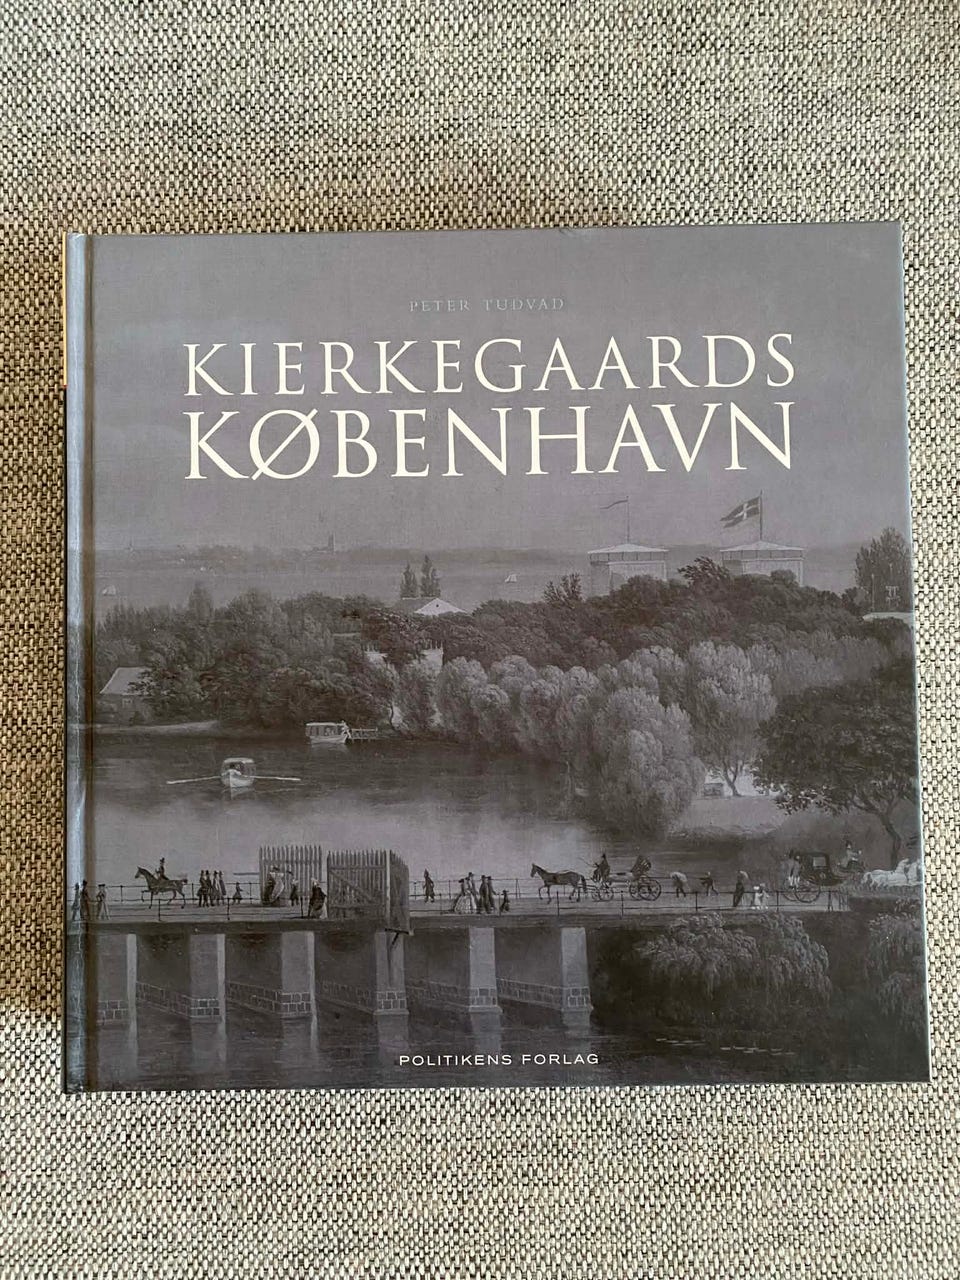 PETER TUDVAD
KIERKEGAARDS
KØBENHAVN
POLITIKENS FORLAG